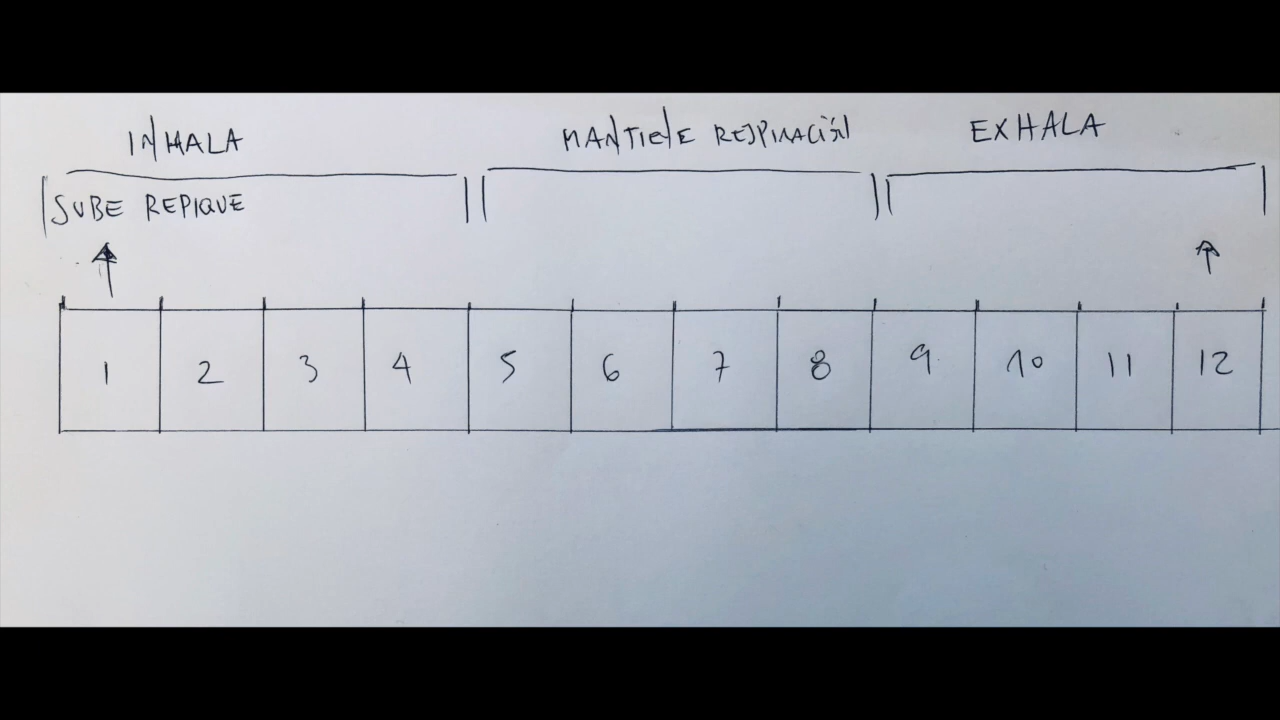 INHALA MANTIENE RESPIRACIÓN EXHALA
SUBE REPIQUE
1 2 3 4 5 6 7 8 9 10 11 12